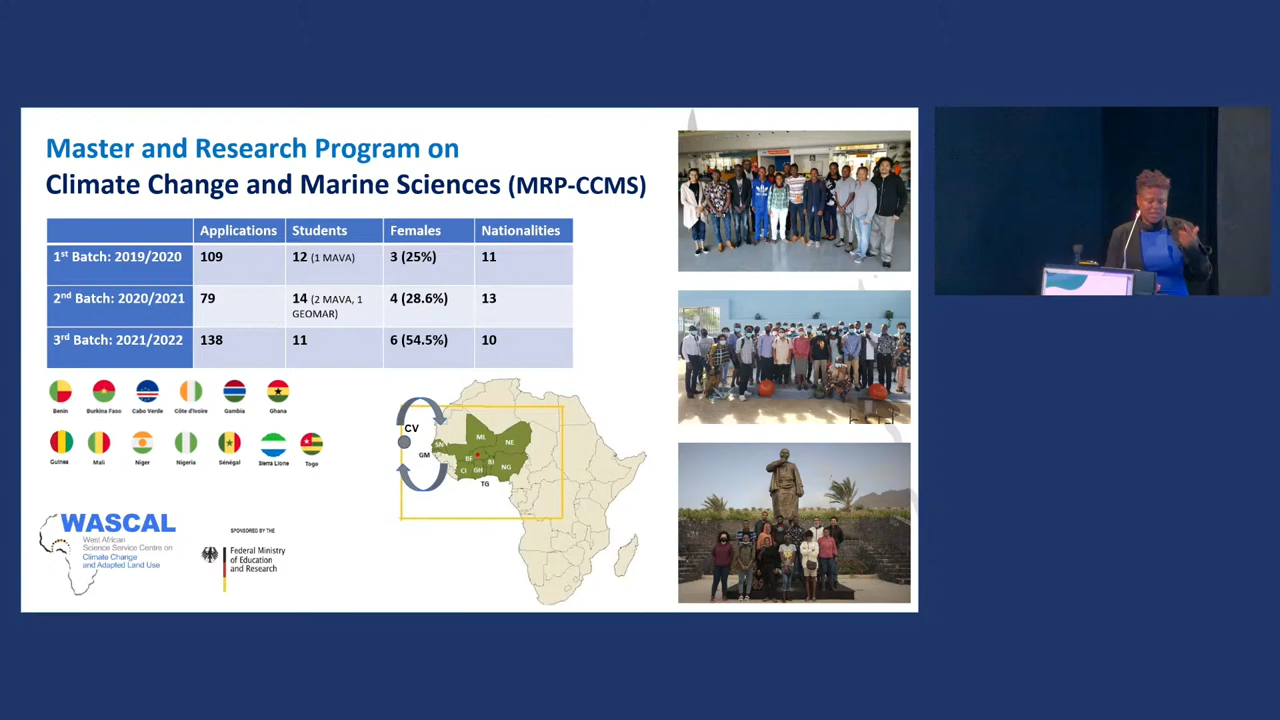 Master and Research Program on
Climate Change and Marine Sciences (MRP-CCMS)
Applications Students Females Nationalities
1st Batch: 2019/2020 109 12 (1 MAVA) 3 (25%) 11
2nd Batch: 2020/2021 79 14 (2 MAVA, 1 GEOMAR) 4 (28.6%) 13
3rd Batch: 2021/2022 138 11 6 (54.5%) 10
Benin Burkina Faso Cabo Verde Côte d'Ivoire Gambia Ghana
Guinea Mali Niger Nigeria Sénégal Sierra Lione Togo
CV
SN
ML
NE
GM
BF
BJ
CI
GH
NG
TG
WASCAL
West African
Science Service Centre on
Climate Change
and Adapted Land Use
SPONSORED BY THE
Federal Ministry
of Education
and Research